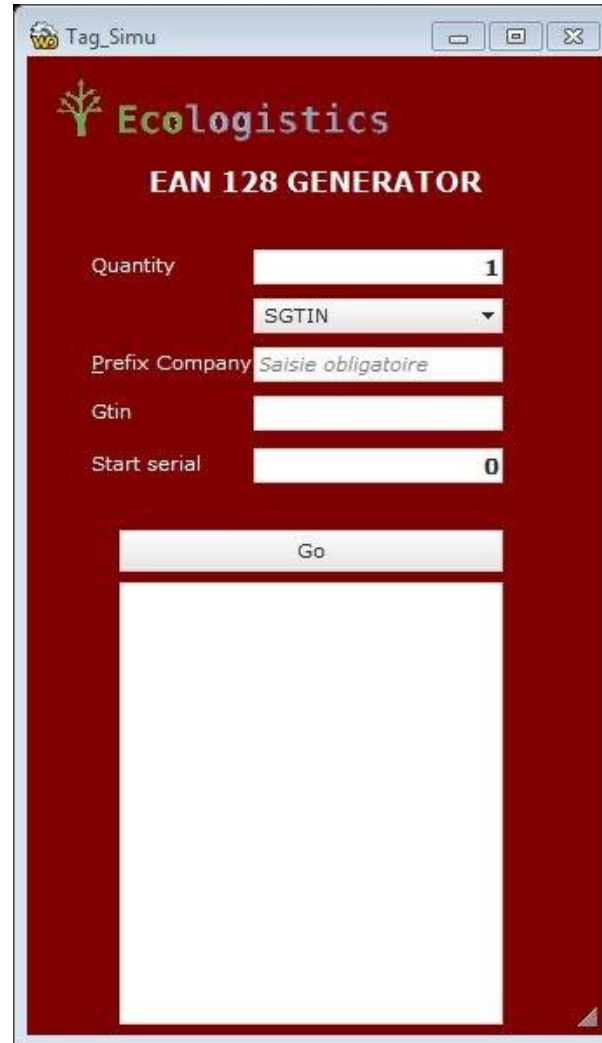 Tag_Simu
Ecologistics
EAN 128 GENERATOR
Quantity 1
SGTIN
Prefix Company Saisie obligatoire
Gtin
Start serial 0
Go